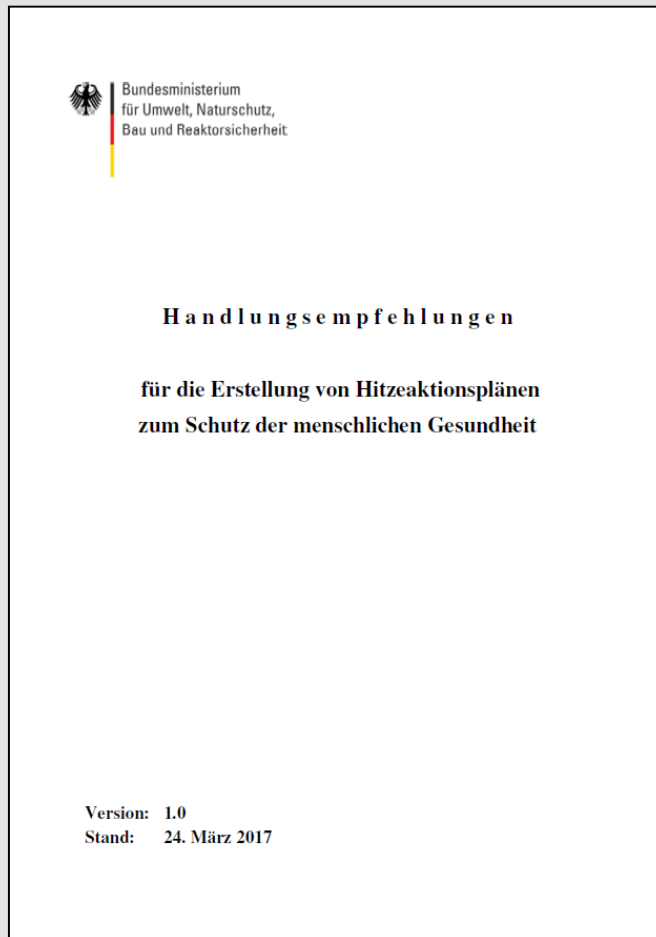 Bundesministerium
für Umwelt, Naturschutz,
Bau und Reaktorsicherheit
Handlungsempfehlungen
für die Erstellung von Hitzeaktionsplänen
zum Schutz der menschlichen Gesundheit
Version: 1.0
Stand: 24. März 2017